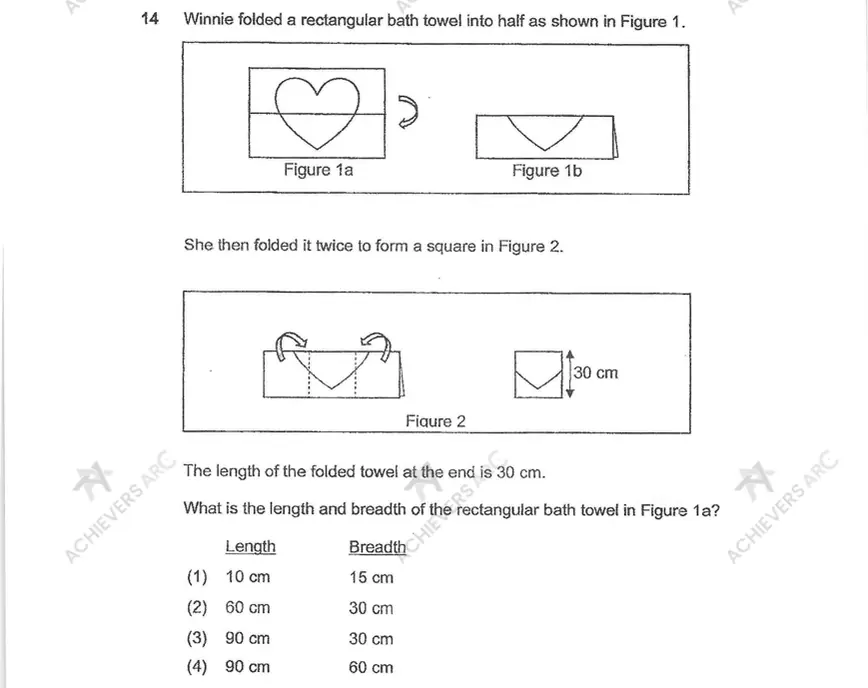 14 Winnie folded a rectangular bath towel into half as shown in Figure 1.
Figure 1a
Figure 1b
She then folded it twice to form a square in Figure 2.
30 cm
Figure 2
The length of the folded towel at the end is 30 cm.
What is the length and breadth of the rectangular bath towel in Figure 1a?
Length Breadth
(1) 10 cm 15 cm
(2) 60 cm 30 cm
(3) 90 cm 30 cm
(4) 90 cm 60 cm
ACHIEVERS ARC
ACHIEVERS ARC
ACHIEVERS ARC